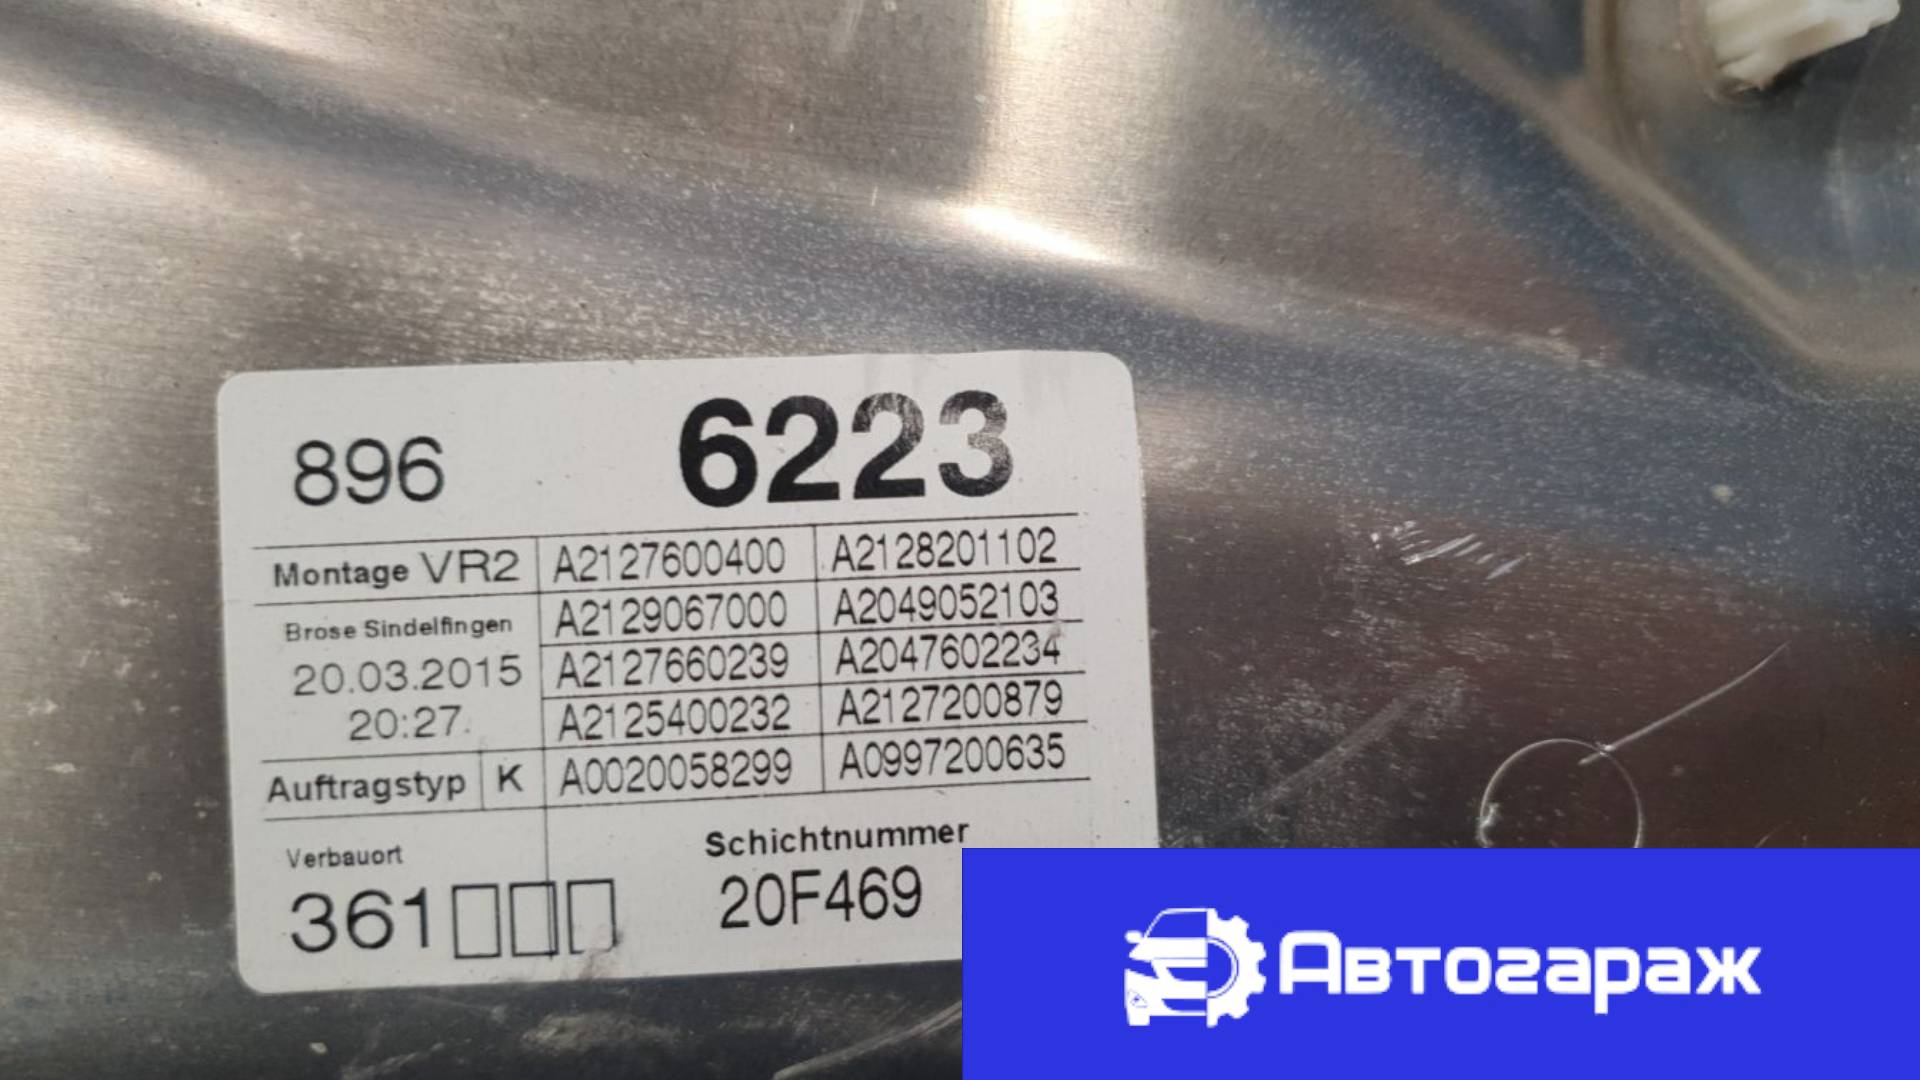 896 6223
Montage VR2 A2127600400 A2128201102
Brose Sindelfingen A2129067000 A2049052103
20.03.2015 A2127660239 A2047602234
20:27. A2125400232 A2127200879
Auftragstyp K A0020058299 A0997200635
Verbauort Schichtnummer
361 20F469
Автогараж